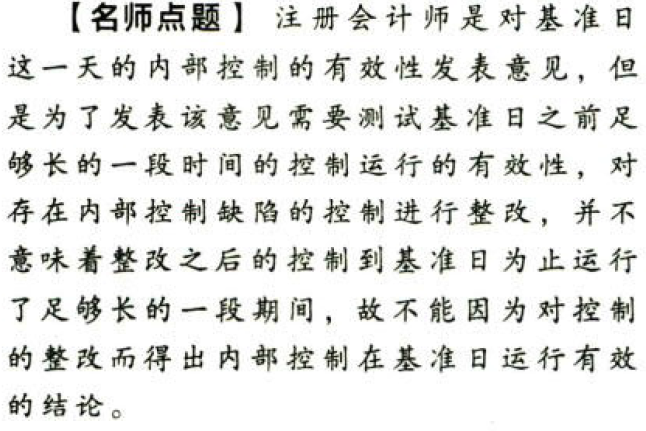 【名师点题】 注册会计师是对基准日
这一天的内部控制的有效性发表意见，但
是为了发表该意见需要测试基准日之前足
够长的一段时间的控制运行的有效性，对
存在内部控制缺陷的控制进行整改，并不
意味着整改之后的控制到基准日为止运行
了足够长的一段期间，故不能因为对控制
的整改而得出内部控制在基准日运行有效
的结论。